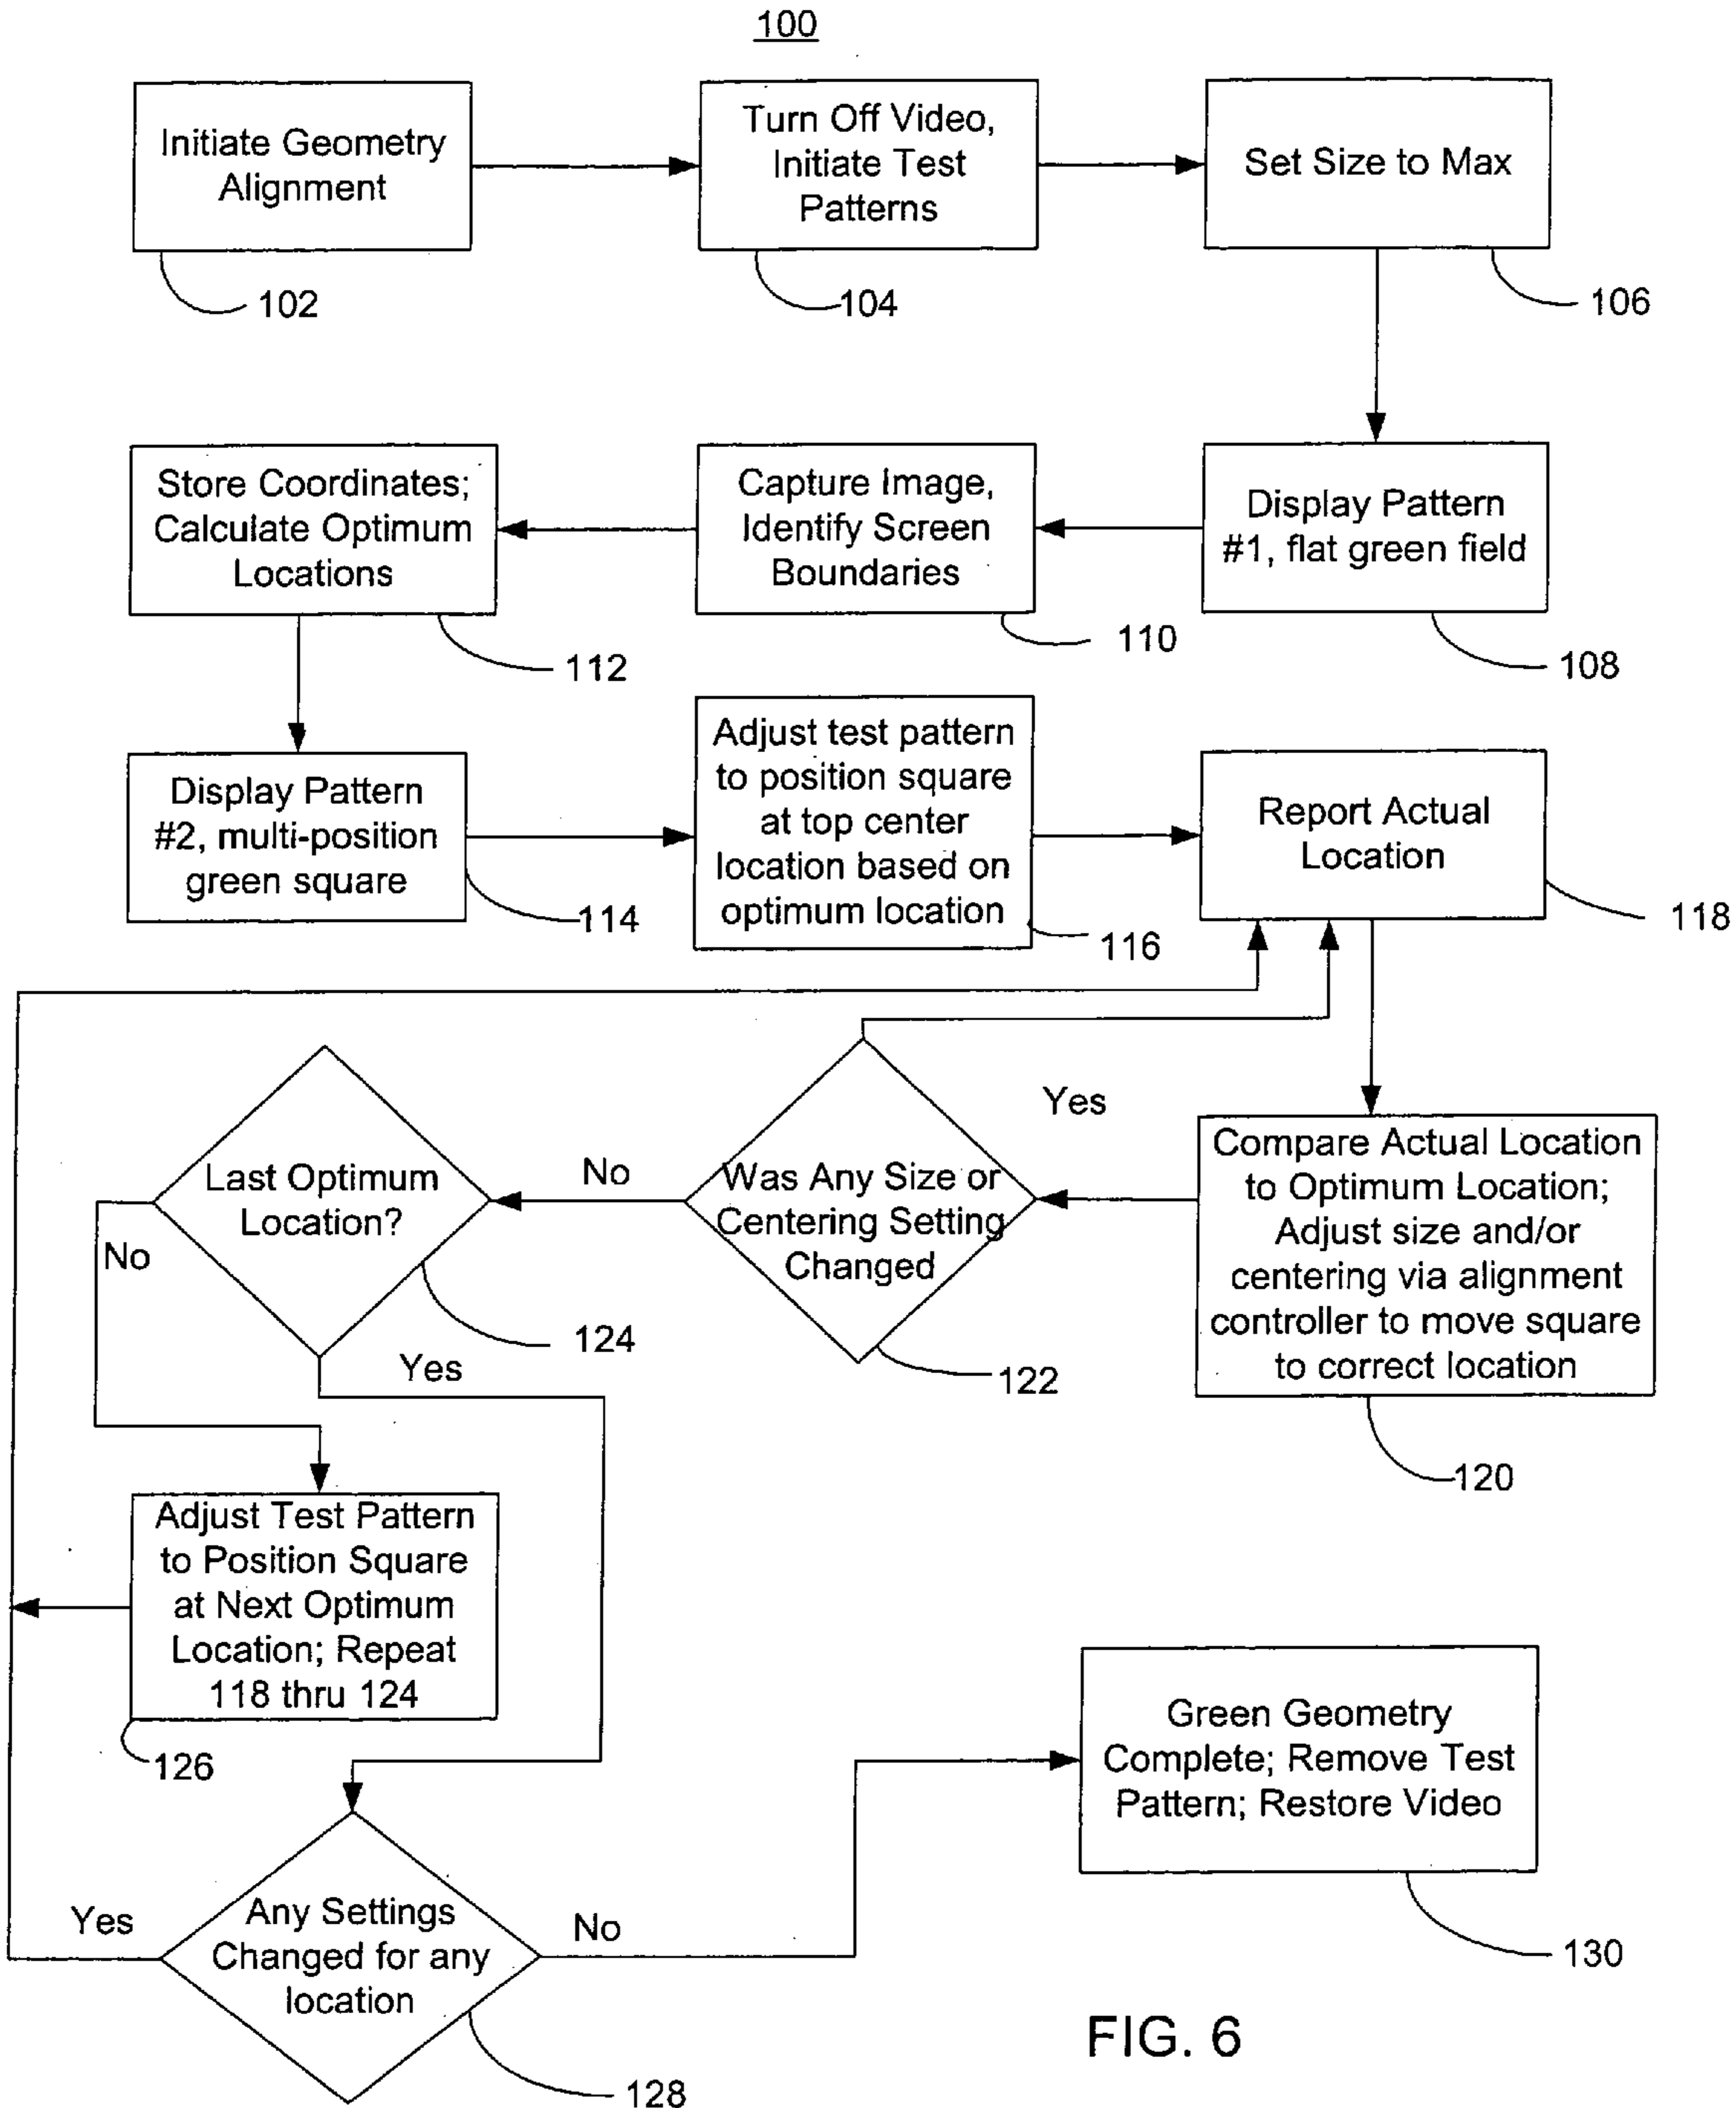 100
Initiate Geometry
Alignment
102
Turn Off Video,
Initiate Test
Patterns
104
Set Size to Max
106
Display Pattern
#1, flat green field
108
Capture Image,
Identify Screen
Boundaries
110
Store Coordinates;
Calculate Optimum
Locations
112
Display Pattern
#2, multi-position
green square
114
Adjust test pattern
to position square
at top center
location based on
optimum location
116
Report Actual
Location
118
Compare Actual Location
to Optimum Location;
Adjust size and/or
centering via alignment
controller to move square
to correct location
120
Yes
Was Any Size or
Centering Setting
Changed
122
No
Last Optimum
Location?
124
No
Yes
Adjust Test Pattern
to Position Square
at Next Optimum
Location; Repeat
118 thru 124
126
Any Settings
Changed for any
location
128
Yes
No
Green Geometry
Complete; Remove Test
Pattern; Restore Video
130
FIG. 6